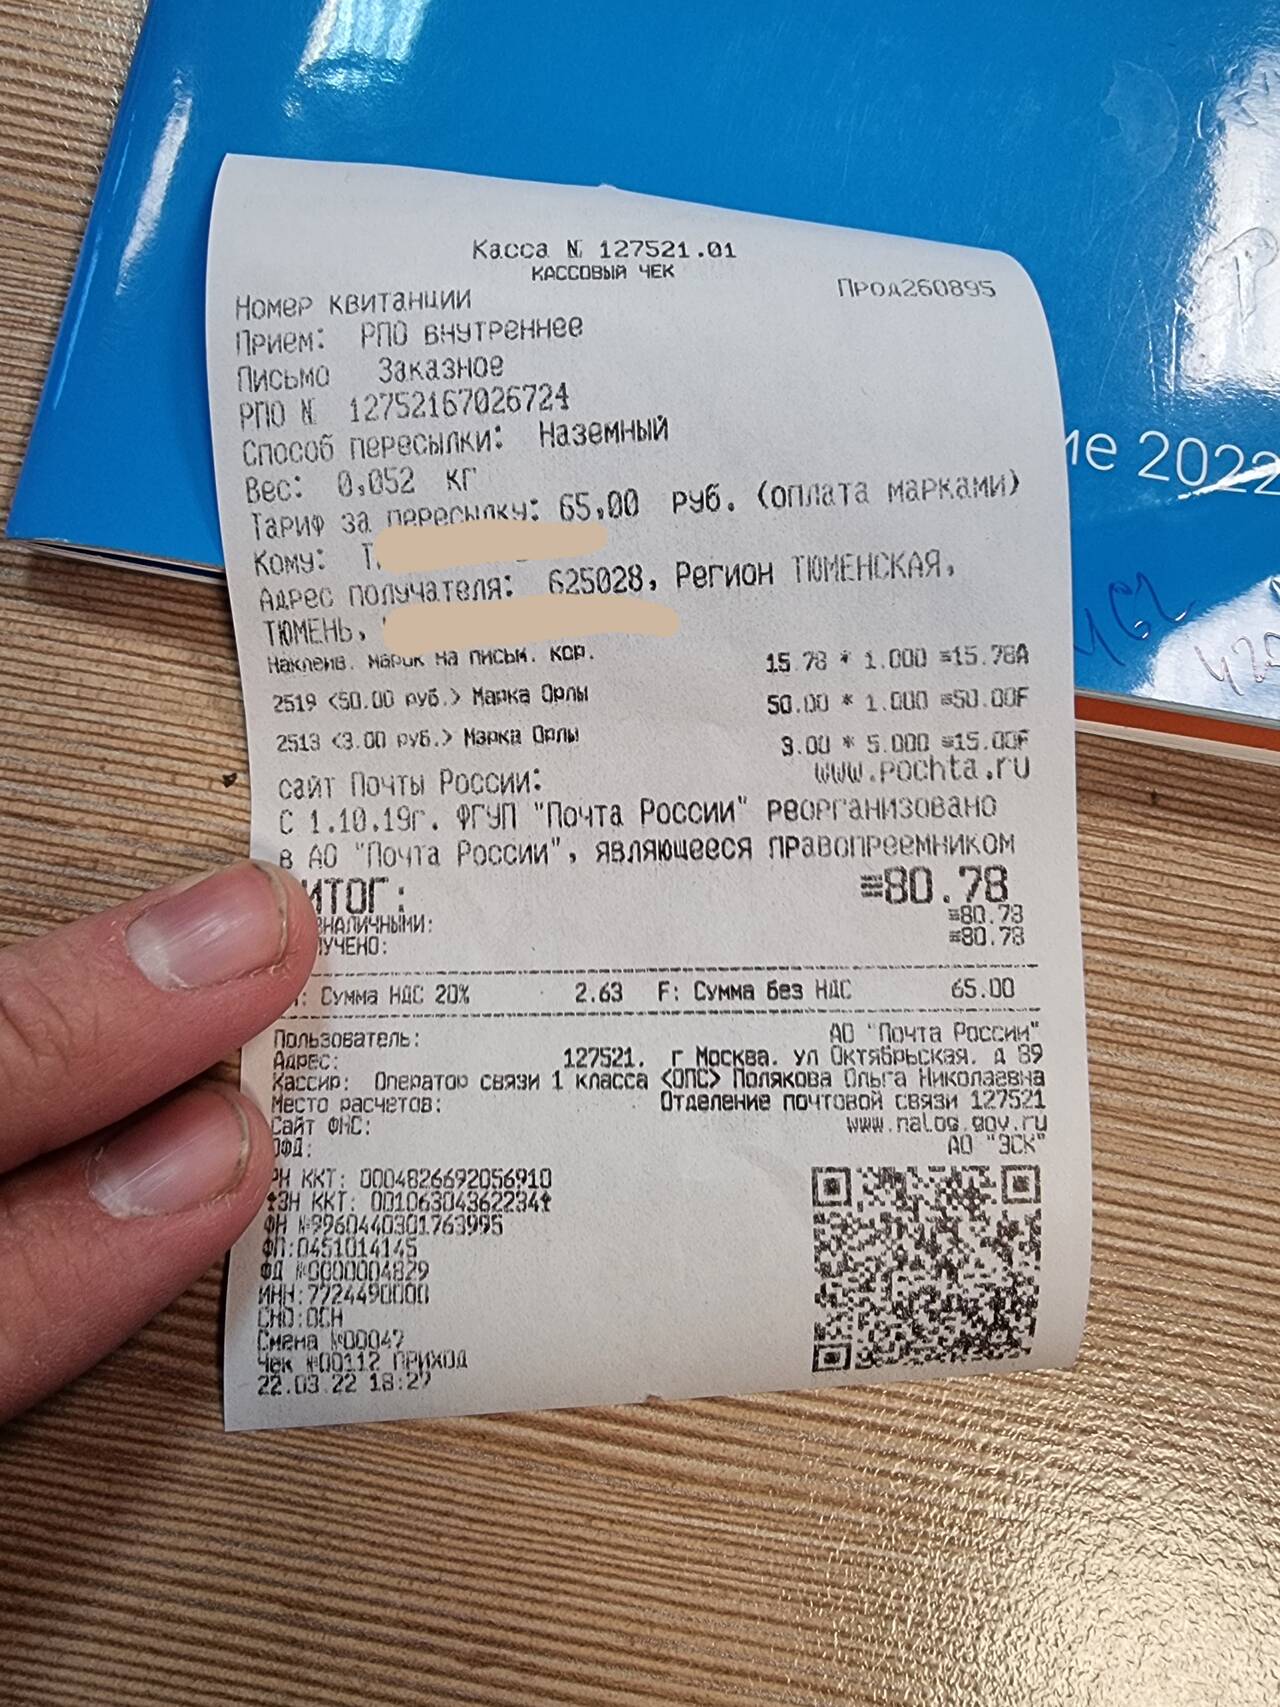 Касса № 127521.01
КАССОВЫЙ ЧЕК
Номер квитанции Прод260895
Прием: РПО внутреннее
Письмо Заказное
РПО № 12752167026724
Способ пересылки: Наземный
Вес: 0,052 кг
Тариф за пересылку: 65,00 руб. (оплата марками)
Кому: Т.
Адрес получателя: 625028, Регион ТЮМЕНСКАЯ,
ТЮМЕНЬ,
Наклеив. марок на письм. кор. 15.78 * 1.000 ≡15.78А
2519 <50.00 руб.> Марка Орлы 50.00 * 1.000 ≡50.00F
2513 <3.00 руб.> Марка Орлы 3.00 * 5.000 ≡15.00F
сайт Почты России: www.pochta.ru
С 1.10.19г. ФГУП "Почта России" реорганизовано
в АО "Почта России", являющееся правопреемником
ИТОГ: ≡80.78
НАЛИЧНЫМИ: ≡80.78
УЧЕНО: ≡80.78
: Сумма НДС 20% 2.63 F: Сумма без НДС 65.00
Пользователь: АО "Почта России"
Адрес: 127521. г Москва. ул Октябрьская. д 89
Кассир: Оператор связи 1 класса <ОПС> Полякова Ольга Николаевна
Место расчетов: Отделение почтовой связи 127521
Сайт ФНС: www.nalog.gov.ru
ОФД: АО "ЭСК"
РН ККТ: 0004826692056910
ЗН ККТ: 00106304362234
ФН №9960440301763995
ФП:0451014145
ФД №0000004829
ИНН:7724490000
СНО:ОСН
Смена №00047
Чек №00112 ПРИХОД
22.03.22 18:27
ие 2022